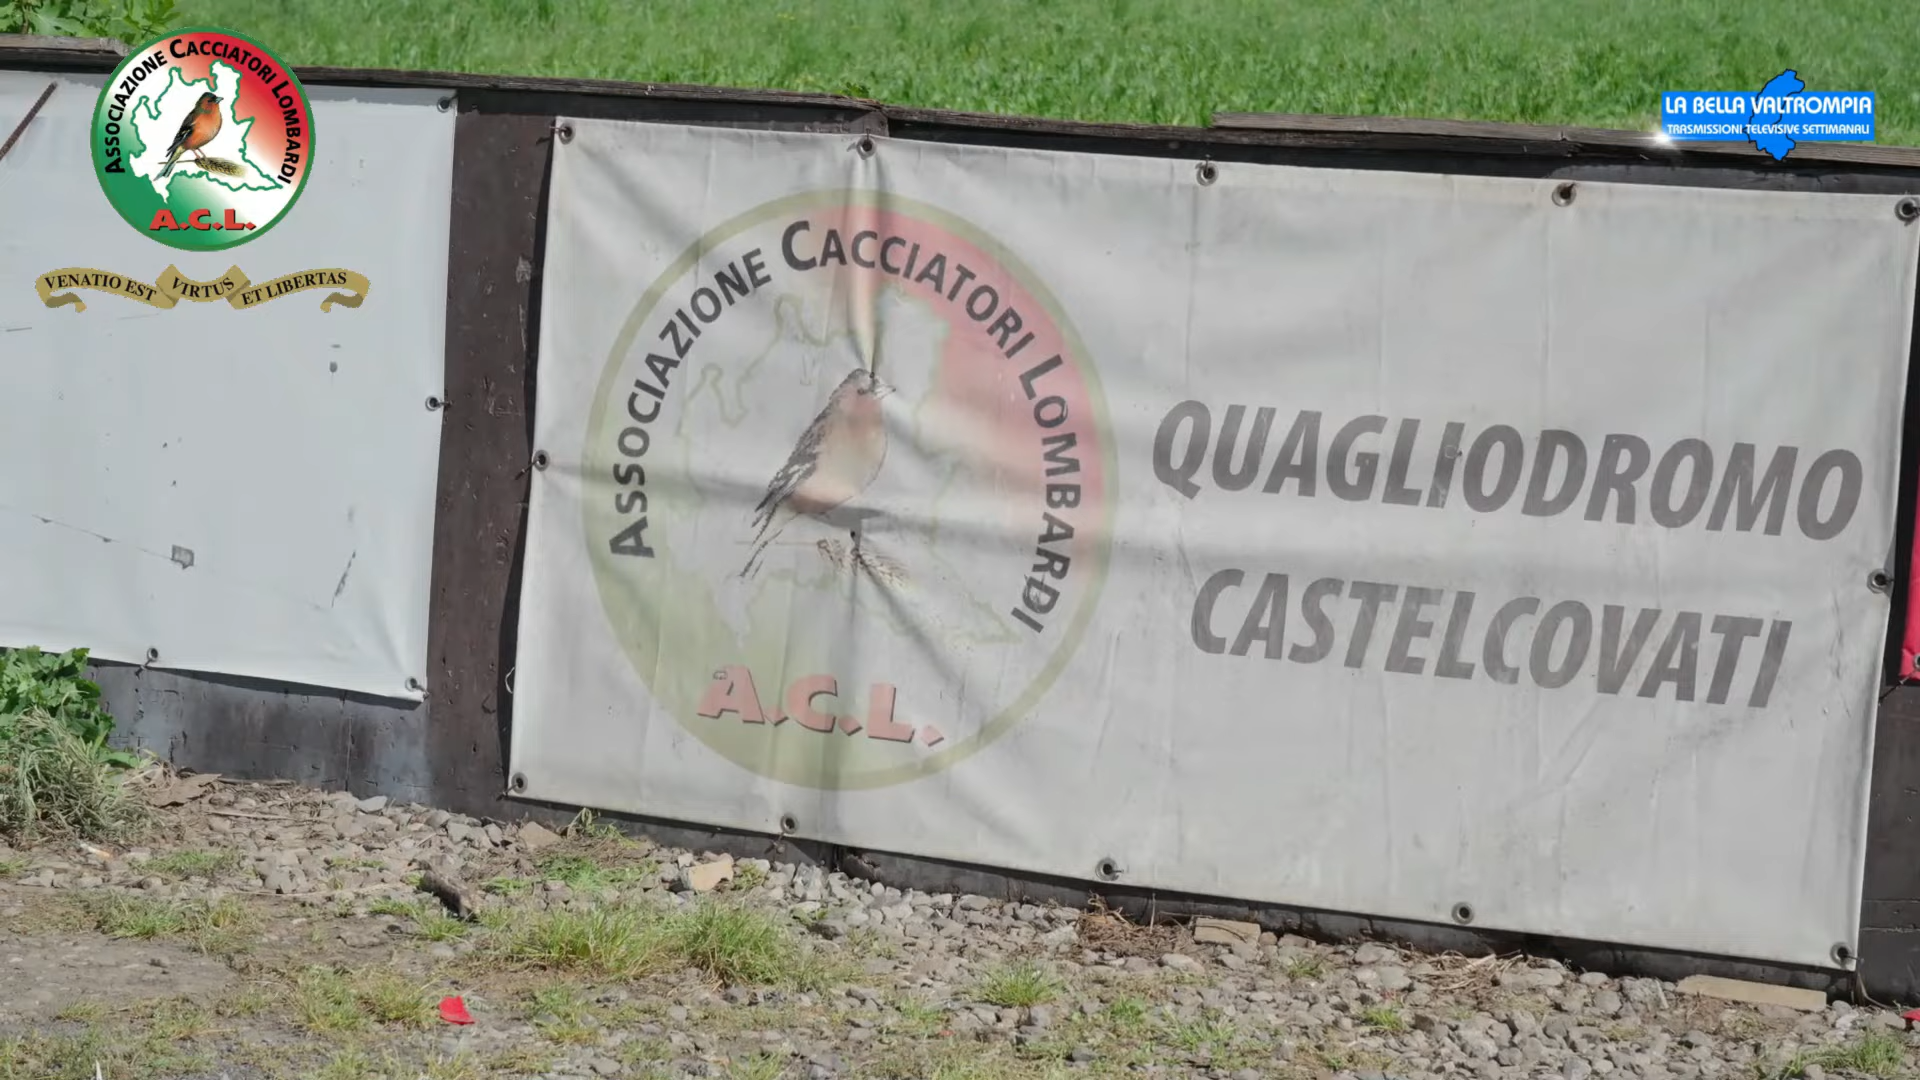 ASSOCIAZIONE CACCIATORI LOMBARDI
A.C.L.
VENATIO EST VIRTUS ET LIBERTAS
LA BELLA VALTROMPIA
TRASMISSIONI TELEVISIVE SETTIMANALI
ASSOCIAZIONE CACCIATORI LOMBARDI
A.C.L.
QUAGLIODROMO
CASTELCOVATI